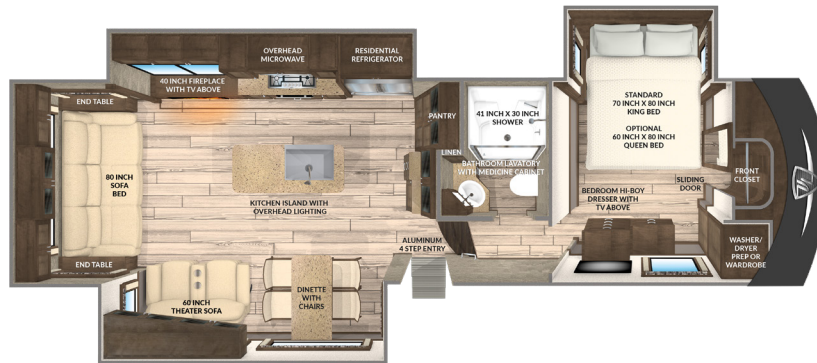 OVERHEAD
MICROWAVE
RESIDENTIAL
REFRIGERATOR
40 INCH FIREPLACE
WITH TV ABOVE
END TABLE
80 INCH
SOFA
BED
END TABLE
KITCHEN ISLAND WITH
OVERHEAD LIGHTING
60 INCH
THEATER SOFA
DINETTE
WITH
CHAIRS
PANTRY
LINEN
41 INCH X 30 INCH
SHOWER
BATHROOM LAVATORY
WITH MEDICINE CABINET
ALUMINUM
4 STEP ENTRY
STANDARD
70 INCH X 80 INCH
KING BED
OPTIONAL
60 INCH X 80 INCH
QUEEN BED
BEDROOM HI-BOY
DRESSER WITH
TV ABOVE
SLIDING
DOOR
FRONT
CLOSET
WASHER/
DRYER
PREP OR
WARDROBE